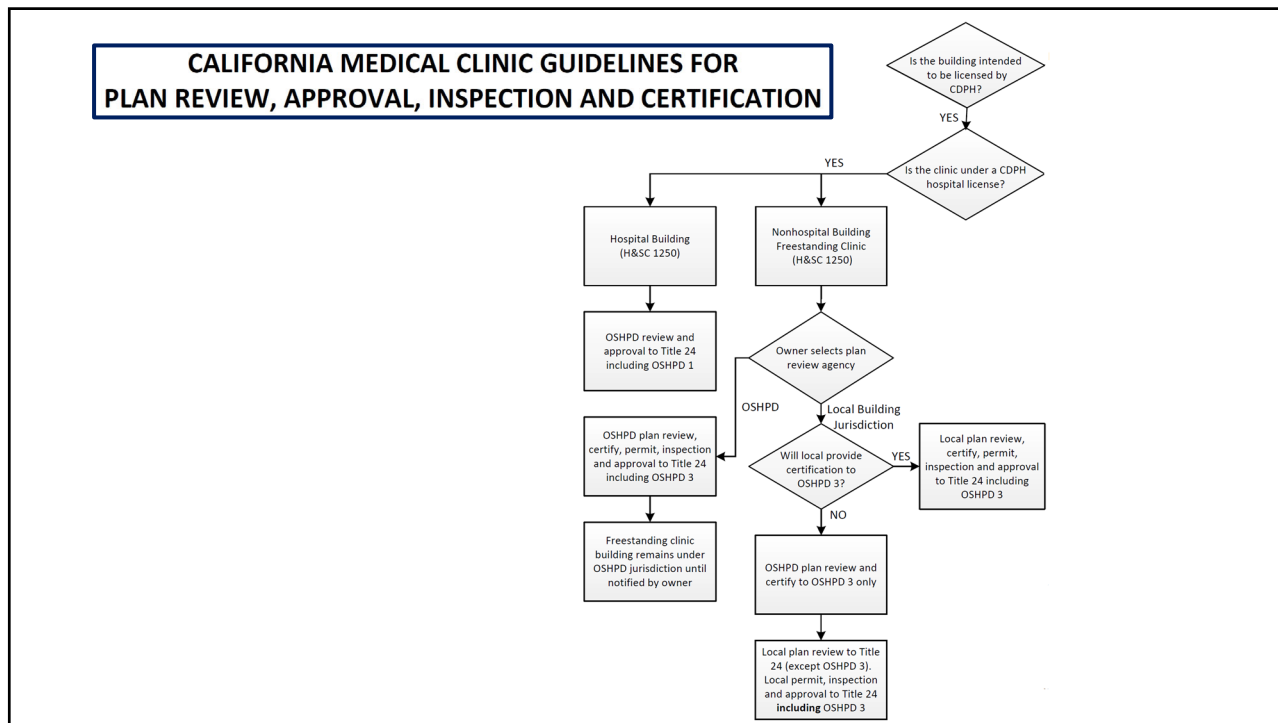 CALIFORNIA MEDICAL CLINIC GUIDELINES FOR
PLAN REVIEW, APPROVAL, INSPECTION AND CERTIFICATION
Is the building intended
to be licensed by
CDPH?
YES
Is the clinic under a CDPH
hospital license?
YES
Hospital Building
(H&SC 1250)
Nonhospital Building
Freestanding Clinic
(H&SC 1250)
OSHPD review and
approval to Title 24
including OSHPD 1
Owner selects plan
review agency
OSHPD
Local Building
Jurisdiction
OSHPD plan review,
certify, permit, inspection
and approval to Title 24
including OSHPD 3
Will local provide
certification to
OSHPD 3?
YES
Local plan review,
certify, permit,
inspection and approval
to Title 24 including
OSHPD 3
NO
Freestanding clinic
building remains under
OSHPD jurisdiction until
notified by owner
OSHPD plan review and
certify to OSHPD 3 only
Local plan review to Title
24 (except OSHPD 3).
Local permit, inspection
and approval to Title 24
including OSHPD 3